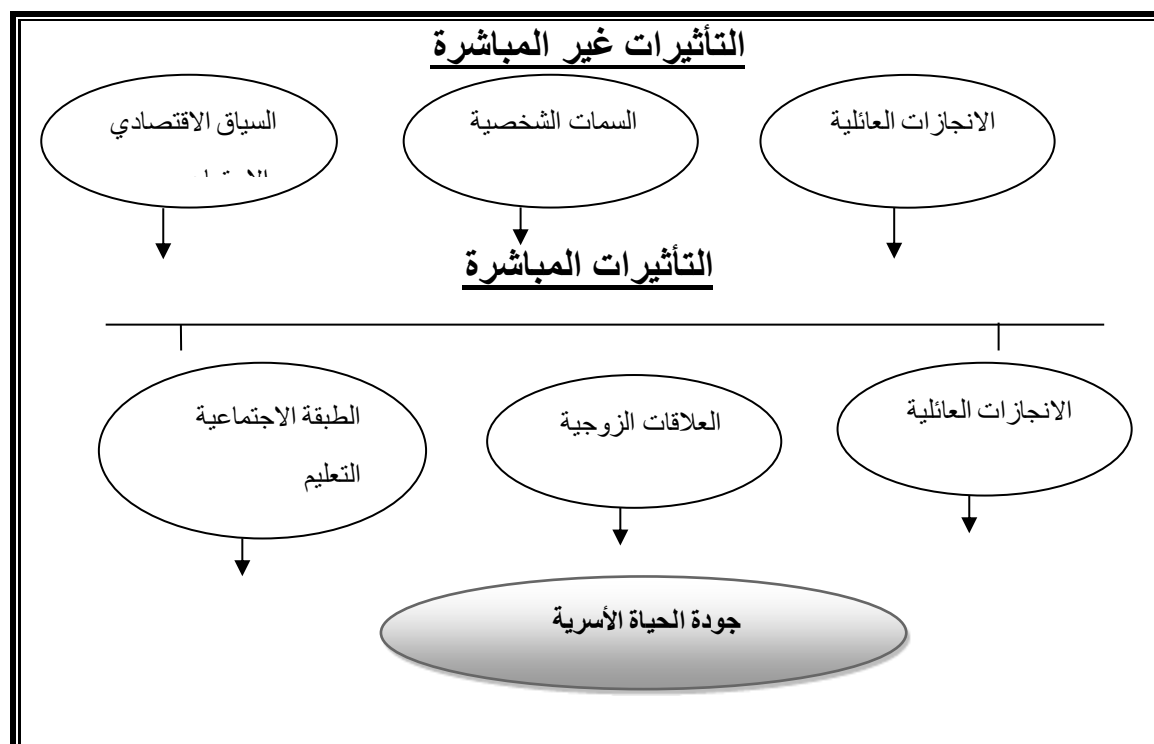 التأثيرات غير المباشرة
الانجازات العائلية
السمات الشخصية
السياق الاقتصادي
التأثيرات المباشرة
الانجازات العائلية
العلاقات الزوجية
الطبقة الاجتماعية
التعليم
جودة الحياة الأسرية